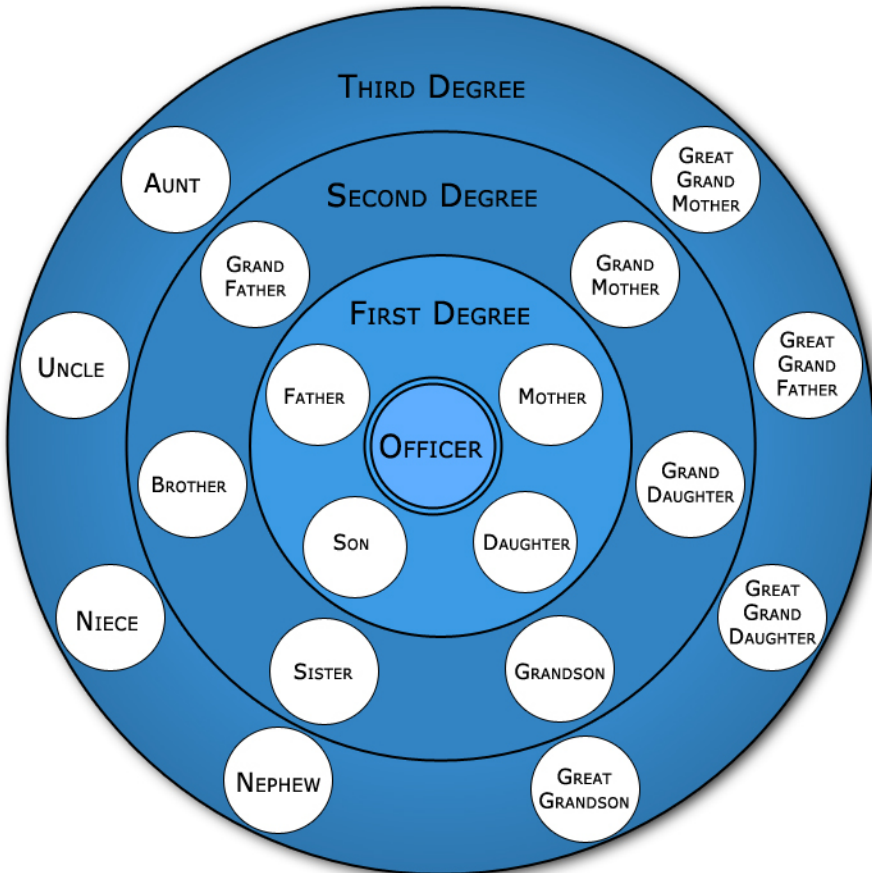 THIRD DEGREE
AUNT
GREAT
GRAND
MOTHER
SECOND DEGREE
GRAND
FATHER
GRAND
MOTHER
FIRST DEGREE
UNCLE
GREAT
GRAND
FATHER
FATHER
MOTHER
OFFICER
BROTHER
GRAND
DAUGHTER
SON
DAUGHTER
NIECE
GREAT
GRAND
DAUGHTER
SISTER
GRANDSON
NEPHEW
GREAT
GRANDSON